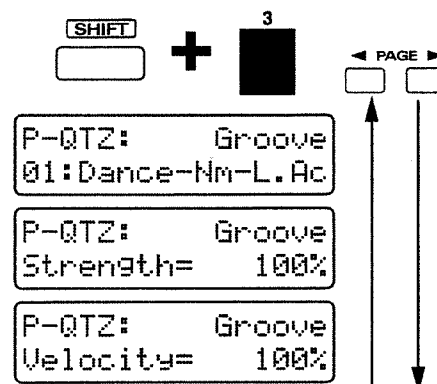 SHIFT
3
◄ PAGE ►
P-QTZ: Groove
01:Dance-Nm-L.Ac
P-QTZ: Groove
Strength= 100%
P-QTZ: Groove
Velocity= 100%